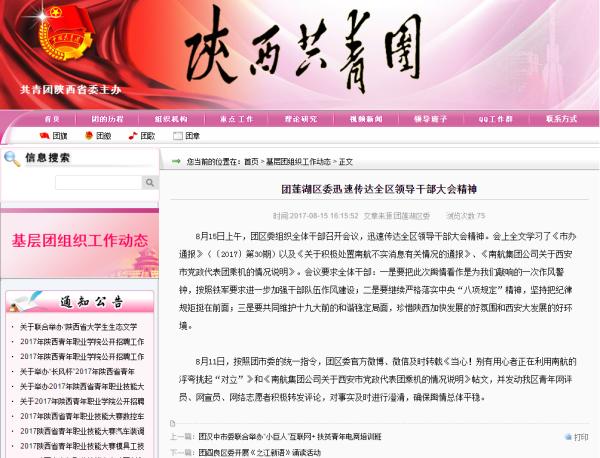 陕西共青团
共青团陕西省委主办
首页 团的历程 组织机构 重点工作 理论研究 视频新闻 领导班子 QQ工作群 联系方式
团旗 团徽 团歌 团章
信息搜索
您当前的位置在：首页 > 基层团组织工作动态 > 正文
团莲湖区委迅速传达全区领导干部大会精神
时间:2017-08-15 16:15:52 文章来源:团莲湖区委 浏览次数 75
8月15日上午，团区委组织全体干部召开会议，迅速传达全区领导干部大会精神。会上全文学习了《市办
通报》（〔2017〕第30期）以及《关于积极处置南航不实消息有关情况的通报》、《南航集团公司关于西安
市党政代表团乘机的情况说明》。会议要求全体干部：一是要把此次舆情看作是为我们敲响的一次作风警
钟，按照铁军要求进一步加强干部队伍作风建设；二是要继续严格落实中央“八项规定”精神，坚持把纪律
规矩挺在前面；三是要共同维护十九大前的和谐稳定局面，珍惜陕西加快发展的好氛围和西安大发展的好环
境。
8月11日，按照团市委的统一指令，团区委官方微博、微信及时转载《当心！别有用心者正在利用南航的
浮夸挑起“对立”》和《南航集团公司关于西安市党政代表团乘机的情况说明》帖文，并发动我区青年网评
员、网宣员、网络志愿者积极转发评论，对事实及时进行澄清，确保舆情总体平稳。
上一篇：团汉中市委联合举办“小巨人”互联网+扶贫青年电商培训班
打印
下一篇：团阎良区委开展《之江新语》诵读活动
基层团组织工作动态
通知公告
关于联合举办“陕西省大学生生态文学
2017年陕西青年职业学院公开招聘工作
2017年陕西青年职业学院公开招聘工作
关于举办“长风杯”2017年陕西省青年
关于举办2017年陕西省青年职业技能大
关于2017年陕西青年职业学院公开招聘
2017年陕西省青年职业技能大赛数控车
2017年陕西省青年职业技能大赛汽车装调
2017年陕西省青年职业技能大赛模具工技